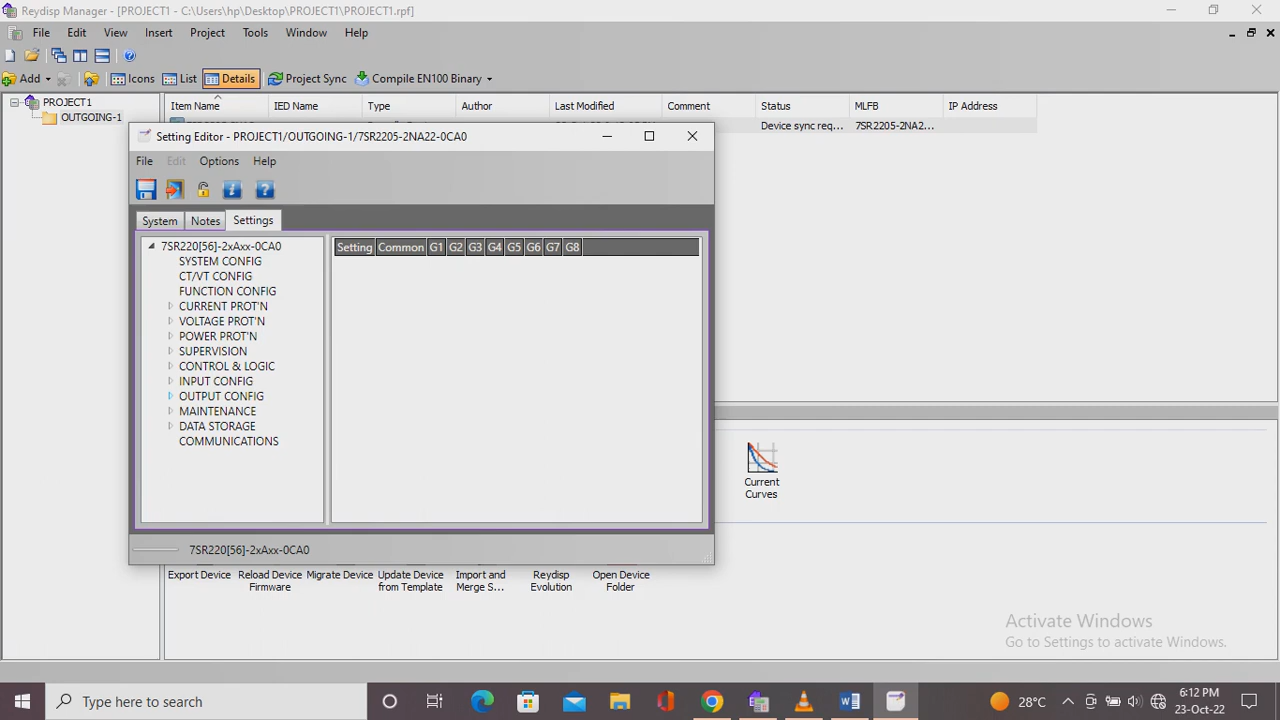 Reydisp Manager - [PROJECT1 - C:\Users\hp\Desktop\PROJECT1\PROJECT1.rpf]
File Edit View Insert Project Tools Window Help
Add Icons List Details Project Sync Compile EN100 Binary
PROJECT1
OUTGOING-1
Item Name IED Name Type Author Last Modified Comment Status MLFB IP Address
Device sync req... 7SR2205-2NA2...
Setting Editor - PROJECT1/OUTGOING-1/7SR2205-2NA22-0CA0
File Edit Options Help
System Notes Settings
7SR220[56]-2xAxx-0CA0
SYSTEM CONFIG
CT/VT CONFIG
FUNCTION CONFIG
CURRENT PROT'N
VOLTAGE PROT'N
POWER PROT'N
SUPERVISION
CONTROL & LOGIC
INPUT CONFIG
OUTPUT CONFIG
MAINTENANCE
DATA STORAGE
COMMUNICATIONS
Setting Common G1 G2 G3 G4 G5 G6 G7 G8
7SR220[56]-2xAxx-0CA0
Current
Curves
Export Device Reload Device Migrate Device Update Device Import and Reydisp Open Device
Firmware from Template Merge S... Evolution Folder
Activate Windows
Go to Settings to activate Windows.
Type here to search
28°C
6:12 PM
23-Oct-22